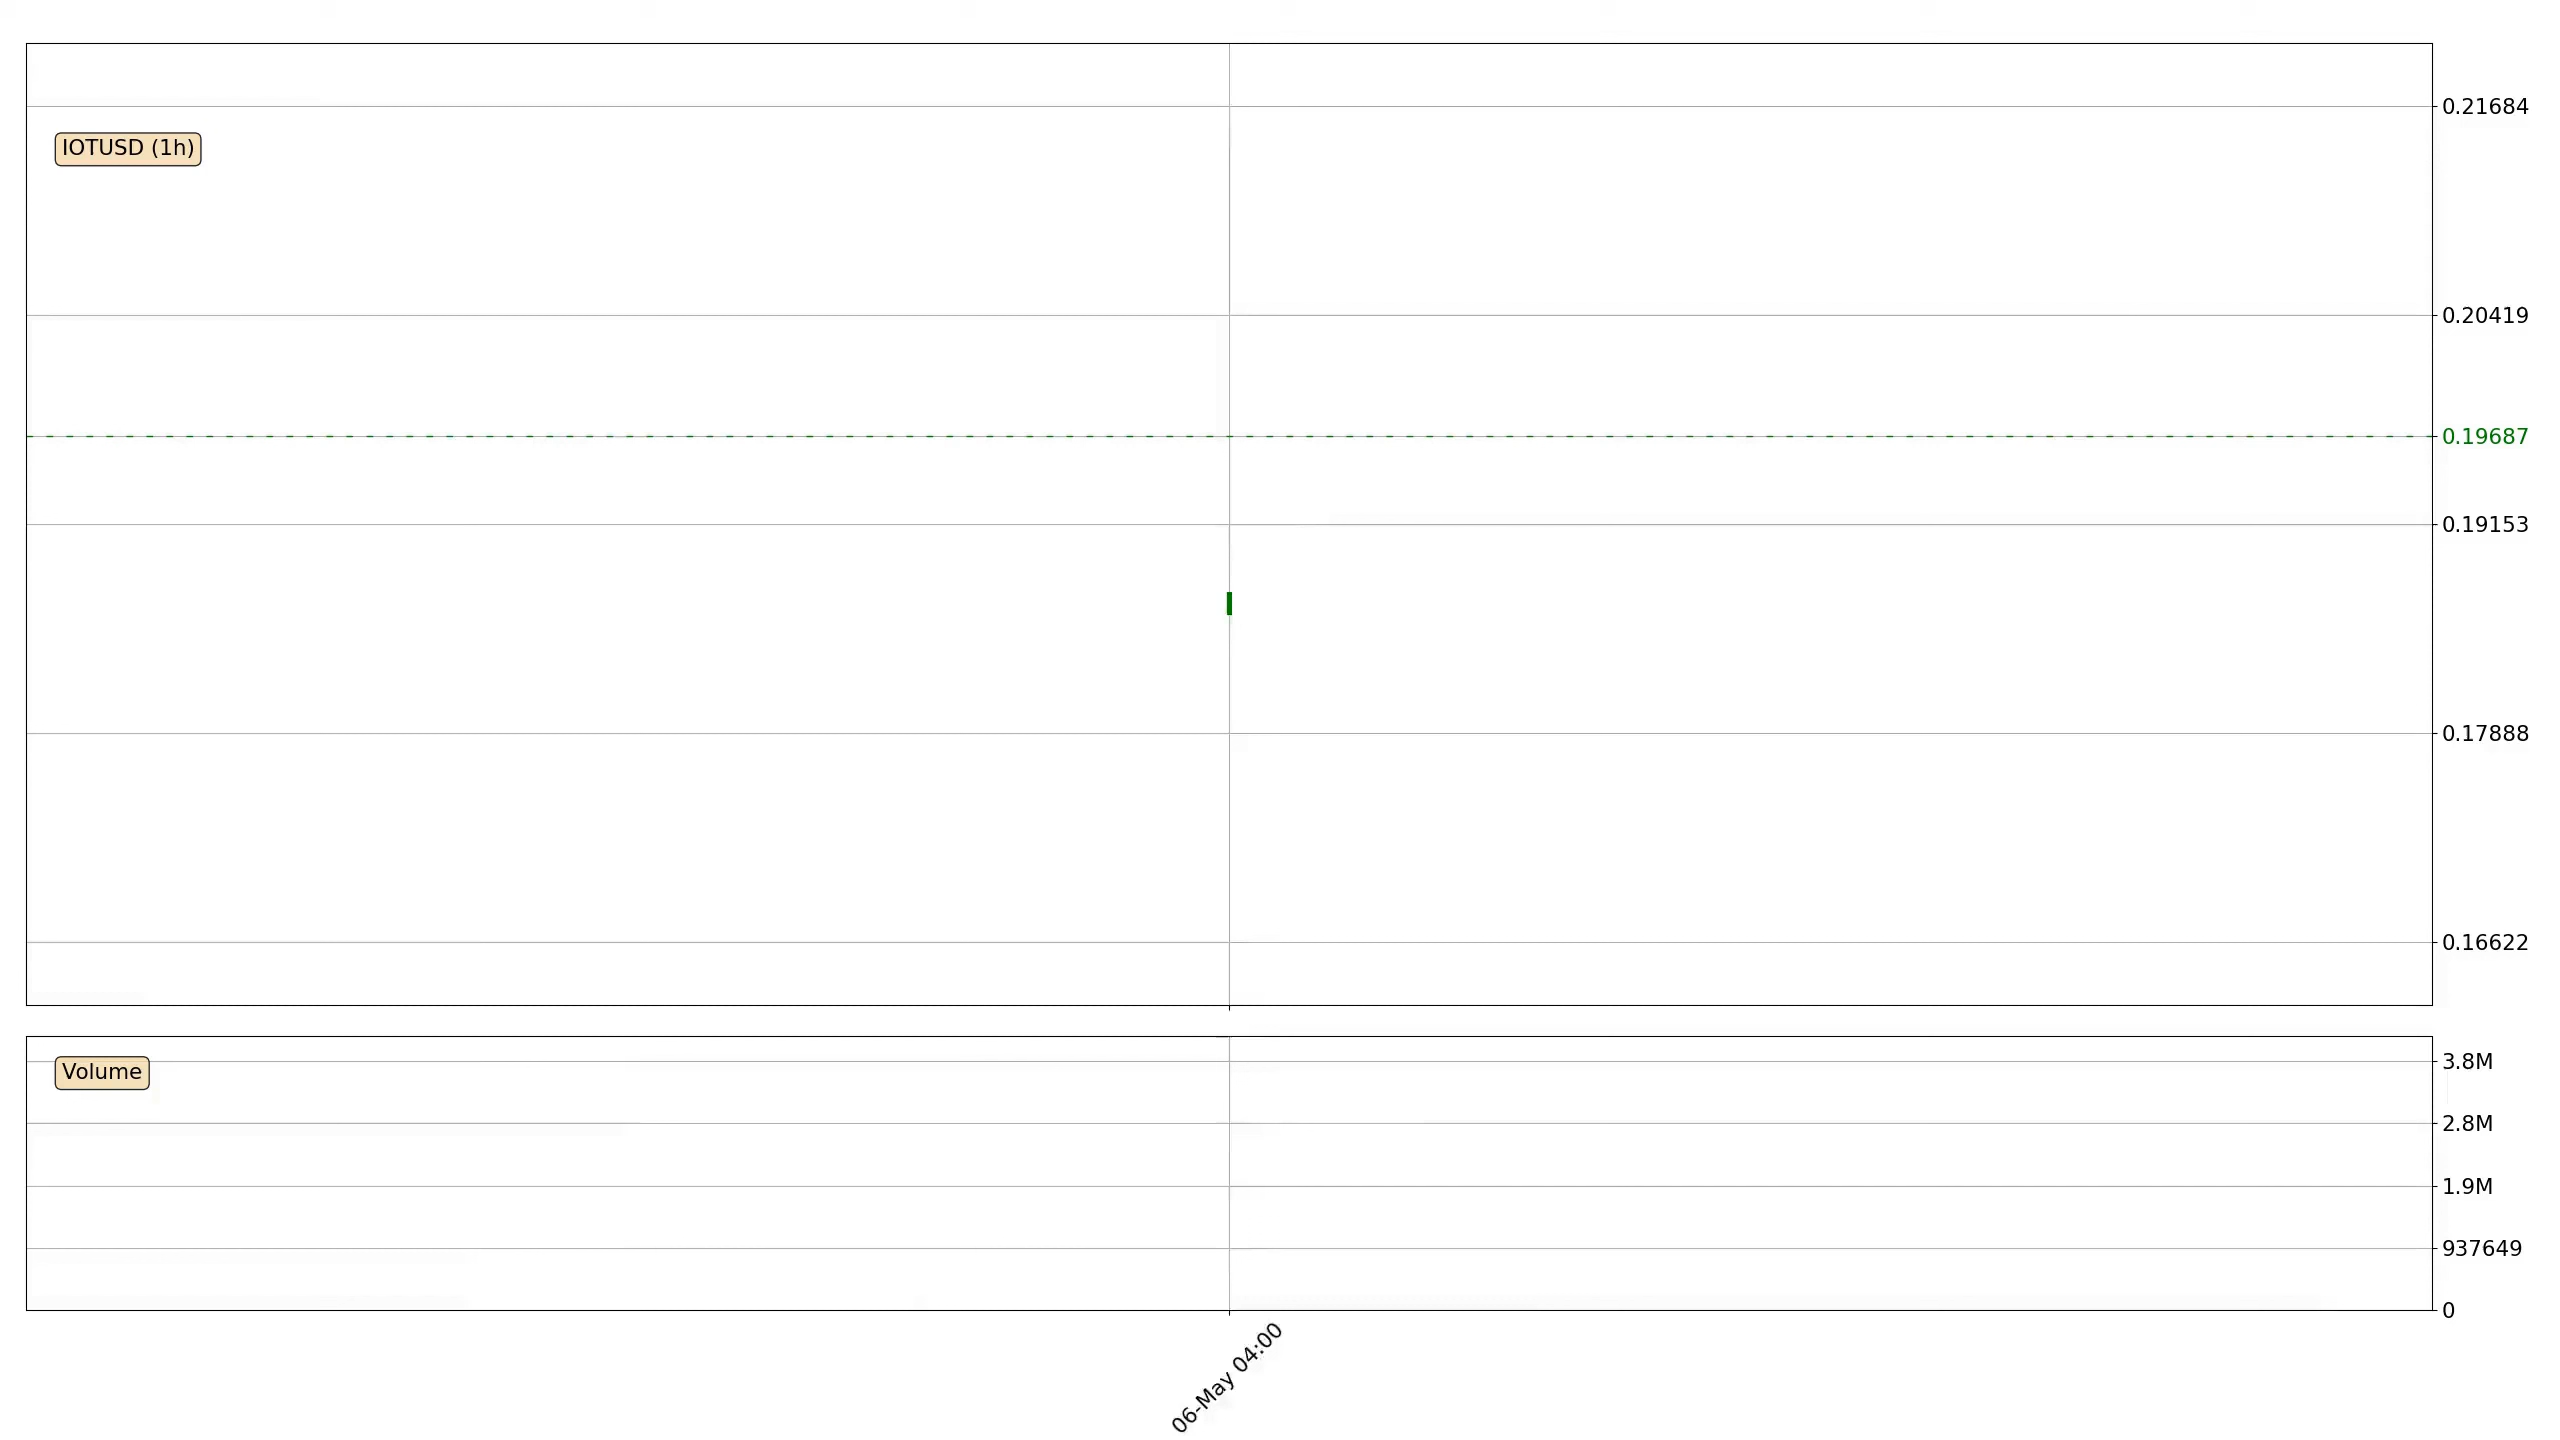 0.21684
IOTUSD (1h)
0.20419
0.19687
0.19153
0.17888
0.16622
Volume
3.8M
2.8M
1.9M
937649
0
06-May 04:00